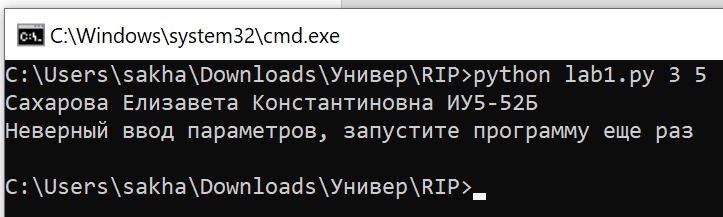 C:\Windows\system32\cmd.exe
C:\Users\sakha\Downloads\Универ\RIP>python lab1.py 3 5
Сахарова Елизавета Константиновна ИУ5-52Б
Неверный ввод параметров, запустите программу еще раз
C:\Users\sakha\Downloads\Универ\RIP>